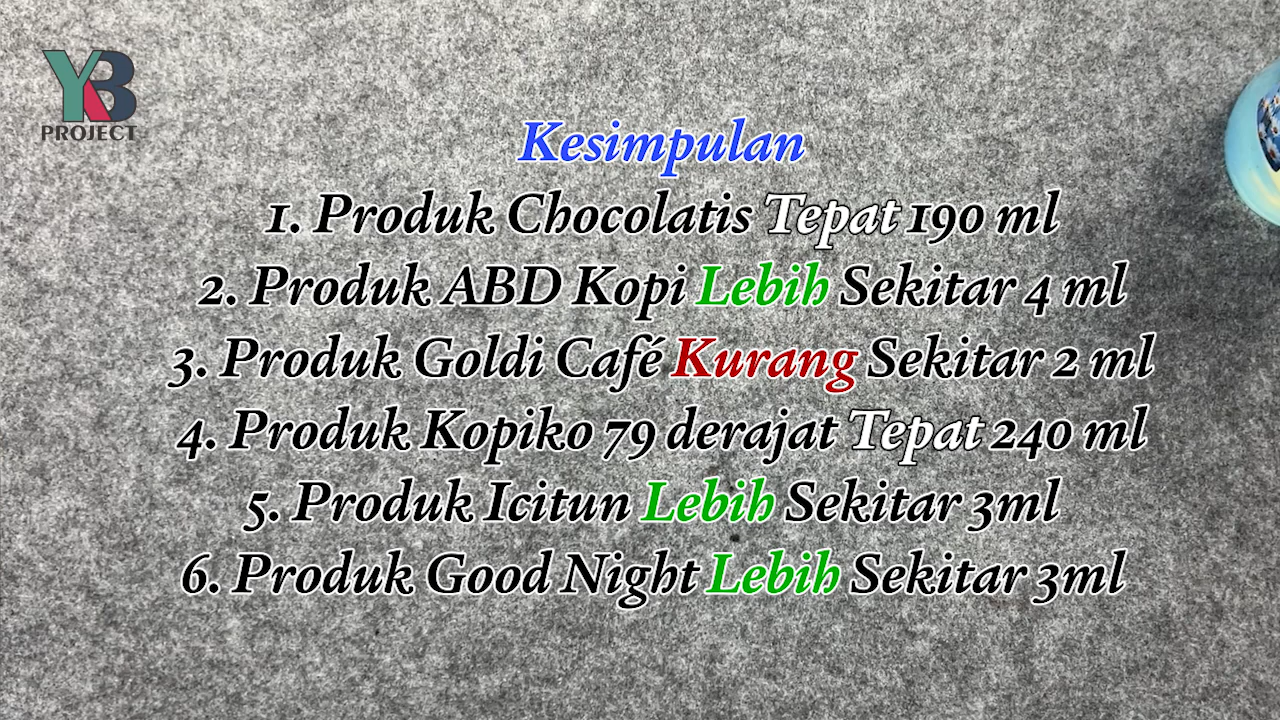 YKB
PROJECT
Kesimpulan
1. Produk Chocolatis Tepat 190 ml
2. Produk ABD Kopi Lebih Sekitar 4 ml
3. Produk Goldi Café Kurang Sekitar 2 ml
4. Produk Kopiko 79 derajat Tepat 240 ml
5. Produk Icitun Lebih Sekitar 3ml
6. Produk Good Night Lebih Sekitar 3ml